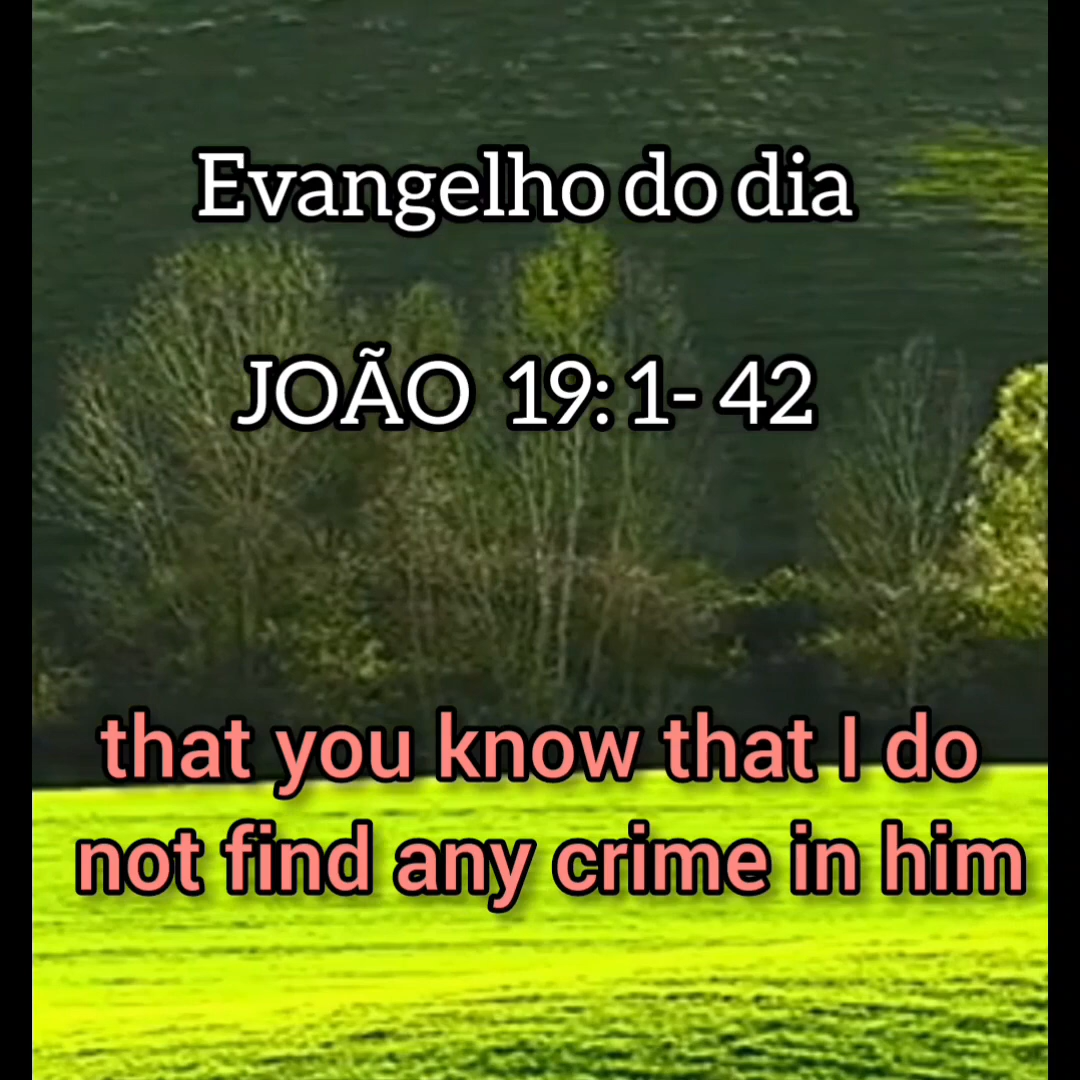 Evangelho do dia
JOÃO 19: 1- 42
that you know that I do
not find any crime in him